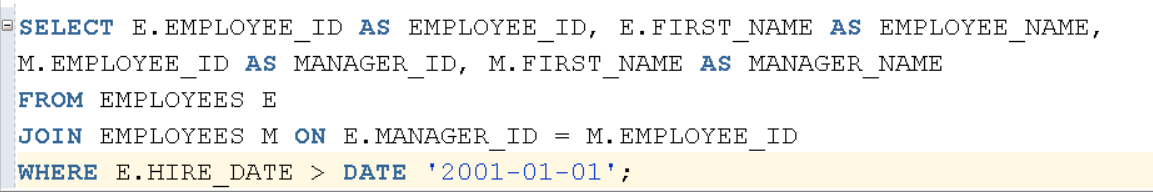 SELECT E.EMPLOYEE_ID AS EMPLOYEE_ID, E.FIRST_NAME AS EMPLOYEE_NAME,
M.EMPLOYEE_ID AS MANAGER_ID, M.FIRST_NAME AS MANAGER_NAME
FROM EMPLOYEES E
JOIN EMPLOYEES M ON E.MANAGER_ID = M.EMPLOYEE_ID
WHERE E.HIRE_DATE > DATE '2001-01-01';